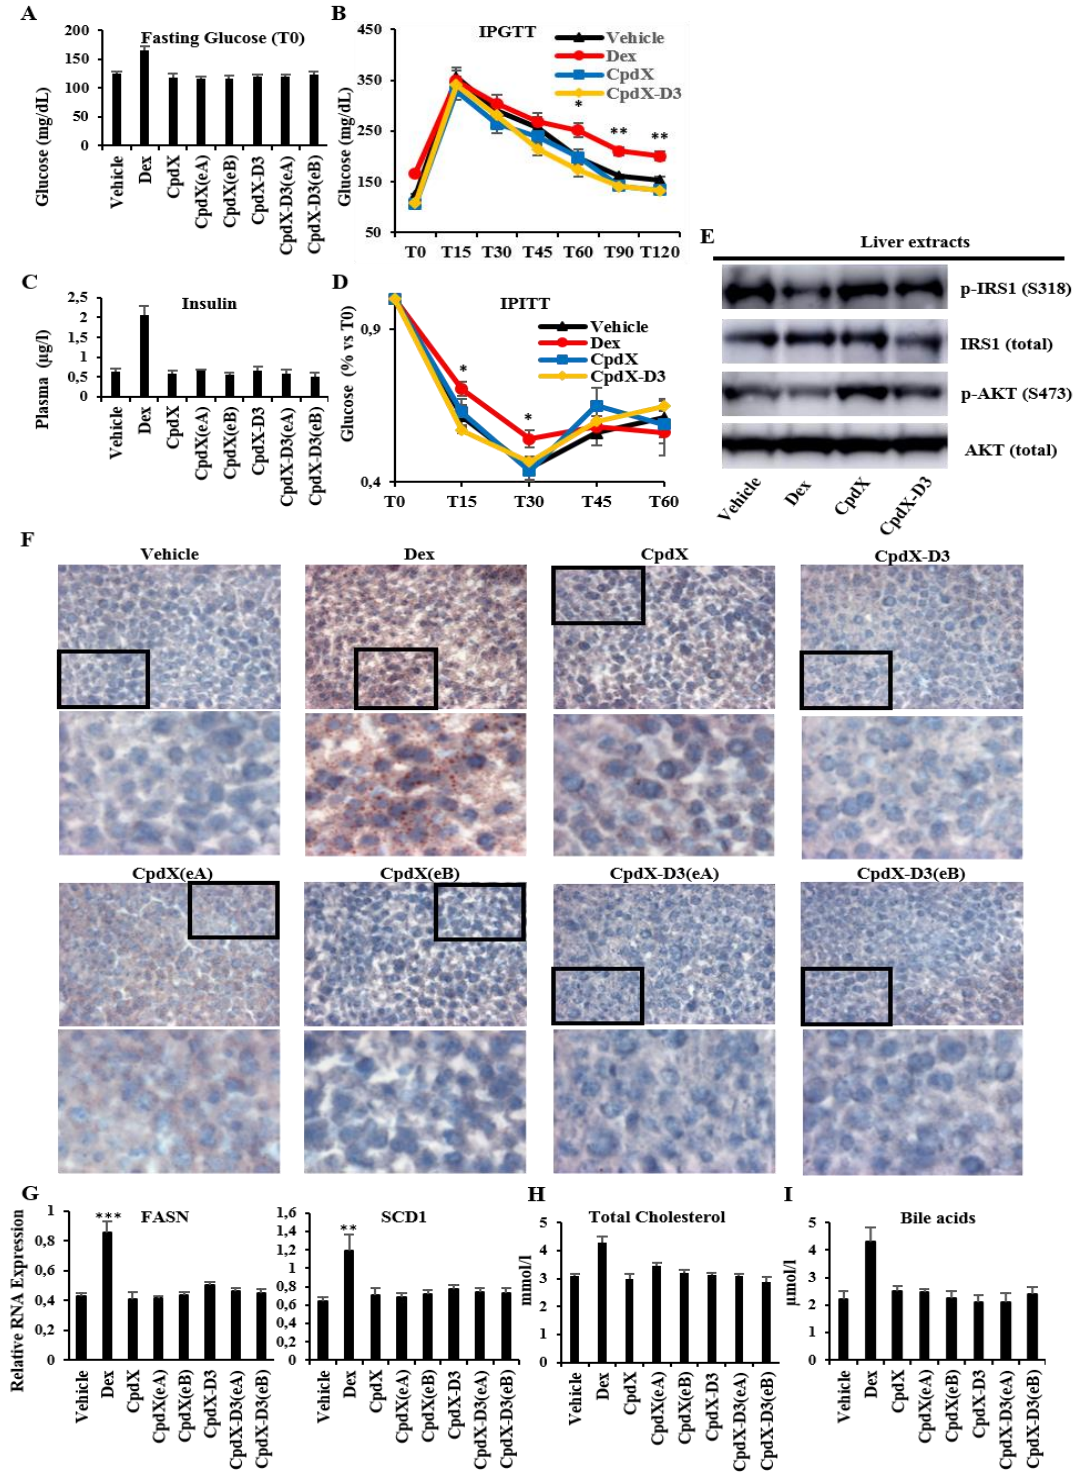 A
Fasting Glucose (T0)
Glucose (mg/dL)
200
150
100
50
0
Vehicle
Dex
CpdX
CpdX(eA)
CpdX(eB)
CpdX-D3
CpdX-D3(eA)
CpdX-D3(eB)
B
IPGTT
Glucose (mg/dL)
450
350
250
150
50
Vehicle
Dex
CpdX
CpdX-D3
*
**
**
T0 T15 T30 T45 T60 T90 T120
C
Insulin
Plasma (µg/l)
2,5
2
1,5
1
0,5
0
Vehicle
Dex
CpdX
CpdX(eA)
CpdX(eB)
CpdX-D3
CpdX-D3(eA)
CpdX-D3(eB)
D
IPITT
Glucose (% vs T0)
0,9
0,4
Vehicle
Dex
CpdX
CpdX-D3
*
*
T0 T15 T30 T45 T60
E
Liver extracts
p-IRS1 (S318)
IRS1 (total)
p-AKT (S473)
AKT (total)
Vehicle
Dex
CpdX
CpdX-D3
F
Vehicle
Dex
CpdX
CpdX-D3
CpdX(eA)
CpdX(eB)
CpdX-D3(eA)
CpdX-D3(eB)
G
FASN
Relative RNA Expression
1
0,8
0,6
0,4
0,2
0
***
Vehicle
Dex
CpdX
CpdX(eA)
CpdX(eB)
CpdX-D3
CpdX-D3(eA)
CpdX-D3(eB)
SCD1
1,6
1,4
1,2
1
0,8
0,6
0,4
0,2
0
**
Vehicle
Dex
CpdX
CpdX(eA)
CpdX(eB)
CpdX-D3
CpdX-D3(eA)
CpdX-D3(eB)
H
Total Cholesterol
mmol/l
5
4
3
2
1
0
Vehicle
Dex
CpdX
CpdX(eA)
CpdX(eB)
CpdX-D3
CpdX-D3(eA)
CpdX-D3(eB)
I
Bile acids
µmol/l
5
4
3
2
1
0
Vehicle
Dex
CpdX
CpdX(eA)
CpdX(eB)
CpdX-D3
CpdX-D3(eA)
CpdX-D3(eB)